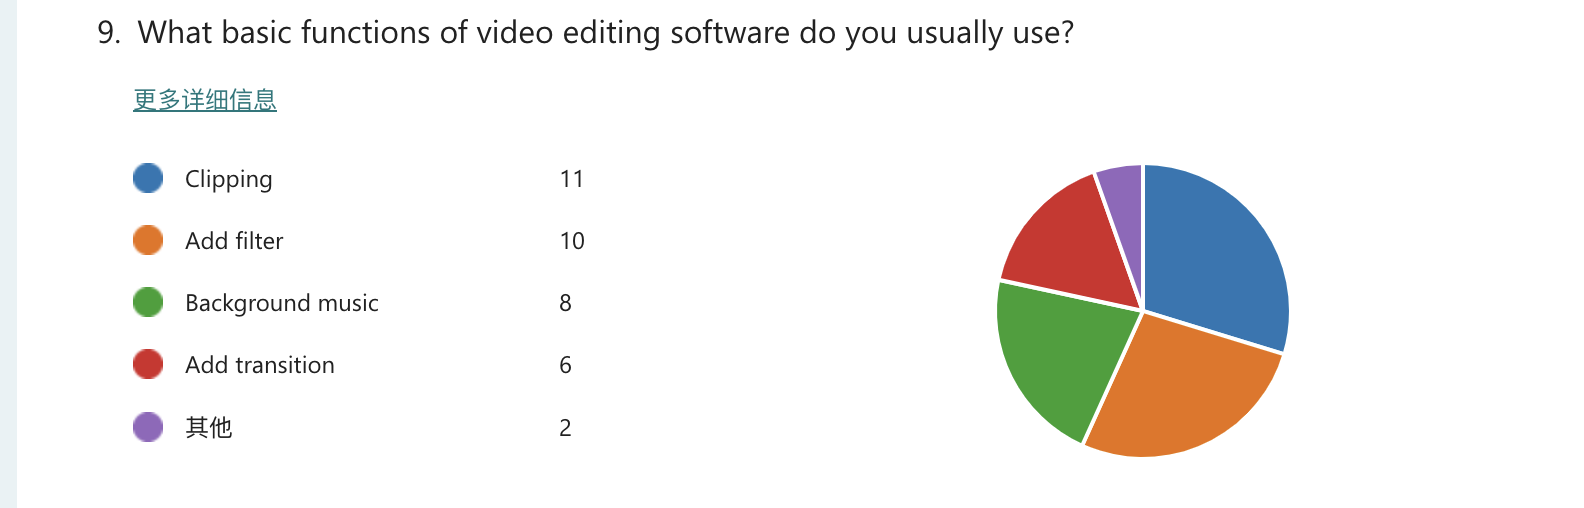 9. What basic functions of video editing software do you usually use?
更多详细信息
Clipping 11
Add filter 10
Background music 8
Add transition 6
其他 2